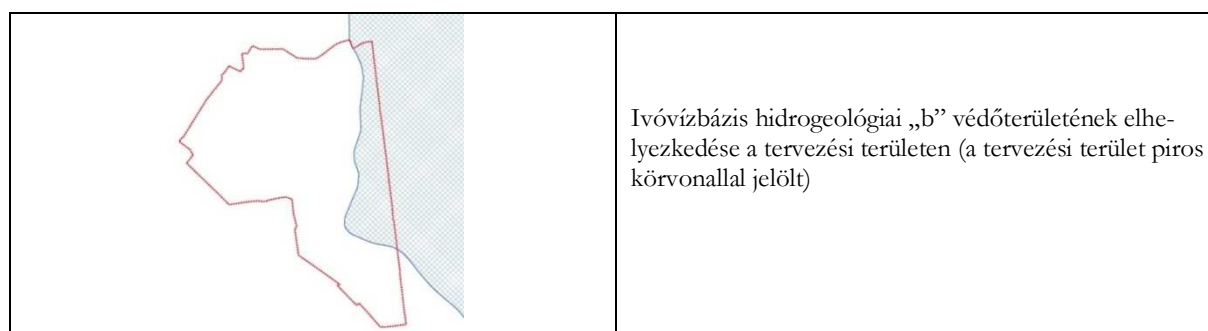 Ivóvízbázis hidrogeológiai „b” védőterületének elhe-
lyezkedése a tervezési területen (a tervezési terület piros
körvonallal jelölt)